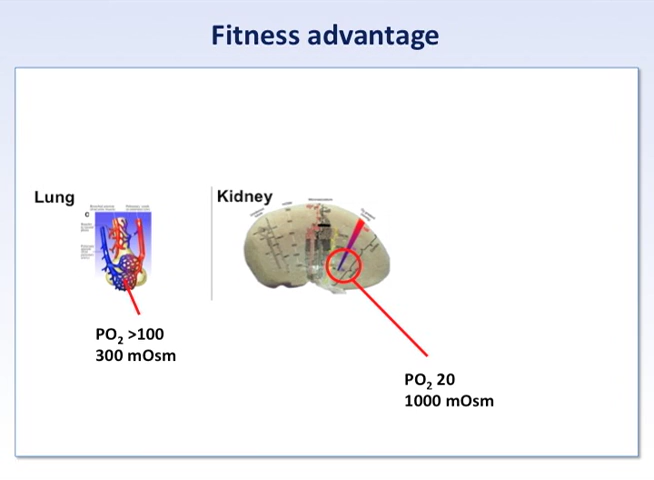 Fitness advantage
Lung
Kidney
C
PO₂ >100
300 mOsm
PO₂ 20
1000 mOsm